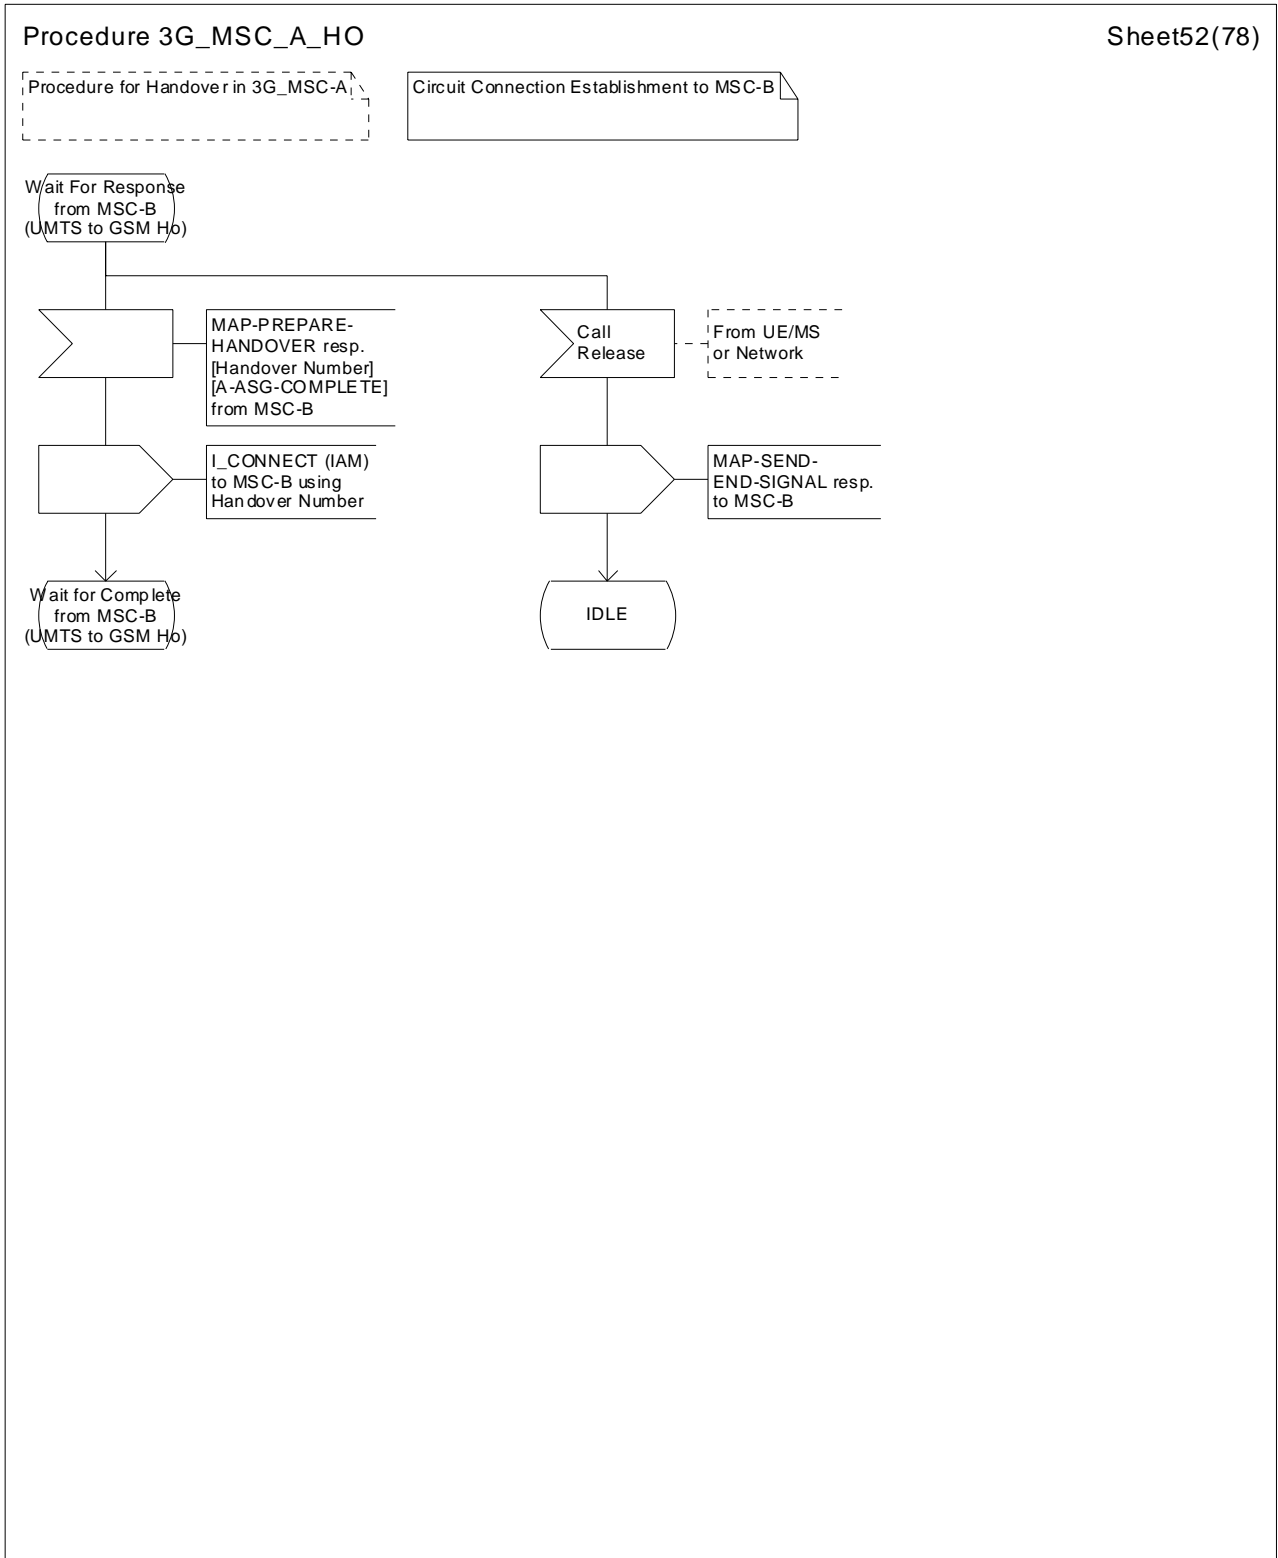 Procedure 3G_MSC_A_HO
Sheet52(78)
Procedure for Handover in 3G_MSC-A
Circuit Connection Establishment to MSC-B
Wait For Response
from MSC-B
(UMTS to GSM Ho)
MAP-PREPARE-
HANDOVER resp.
[Handover Number]
[A-ASG-COMPLETE]
from MSC-B
Call
Release
From UE/MS
or Network
I_CONNECT (IAM)
to MSC-B using
Handover Number
MAP-SEND-
END-SIGNAL resp.
to MSC-B
Wait for Complete
from MSC-B
(UMTS to GSM Ho)
IDLE